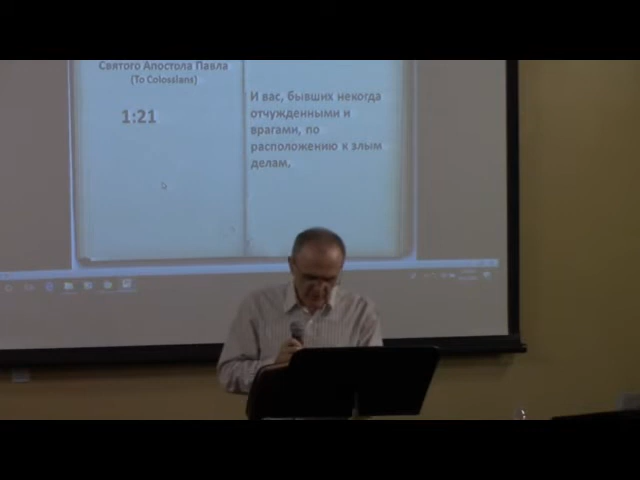 Святого Апостола Павла
(To Colossians)
1:21
И вас, бывших некогда
отчужденными и
врагами, по
расположению к злым
делам.